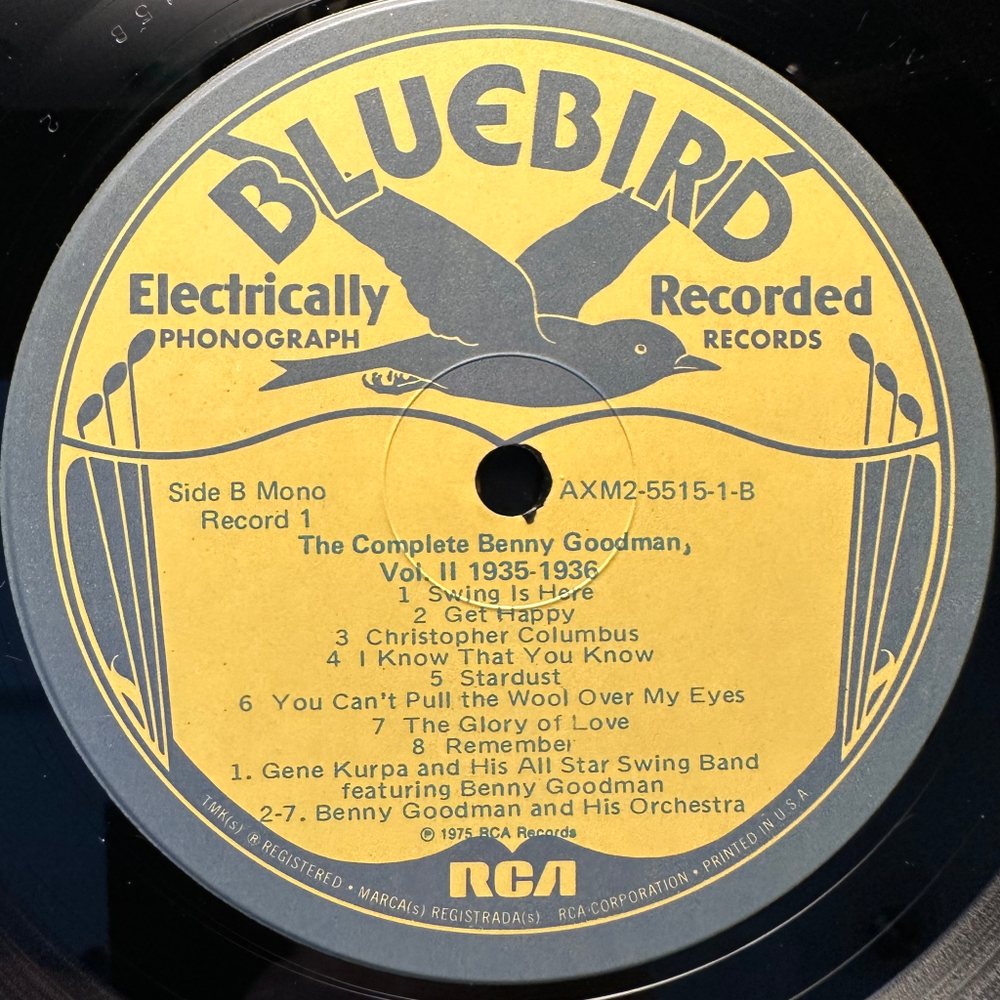 BLUEBIRD
Electrically Recorded
PHONOGRAPH RECORDS
Side B Mono AXM2-5515-1-B
Record 1
The Complete Benny Goodman,
Vol. II 1935-1936
1 Swing Is Here
2 Get Happy
3 Christopher Columbus
4 I Know That You Know
5 Stardust
6 You Can't Pull the Wool Over My Eyes
7 The Glory of Love
8 Remember
1. Gene Kurpa and His All Star Swing Band
featuring Benny Goodman
2-7. Benny Goodman and His Orchestra
℗ 1975 RCA Records
RCA
TMK(s) ® REGISTERED • MARCA(s) REGISTRADA(s) RCA CORPORATION • PRINTED IN U.S.A